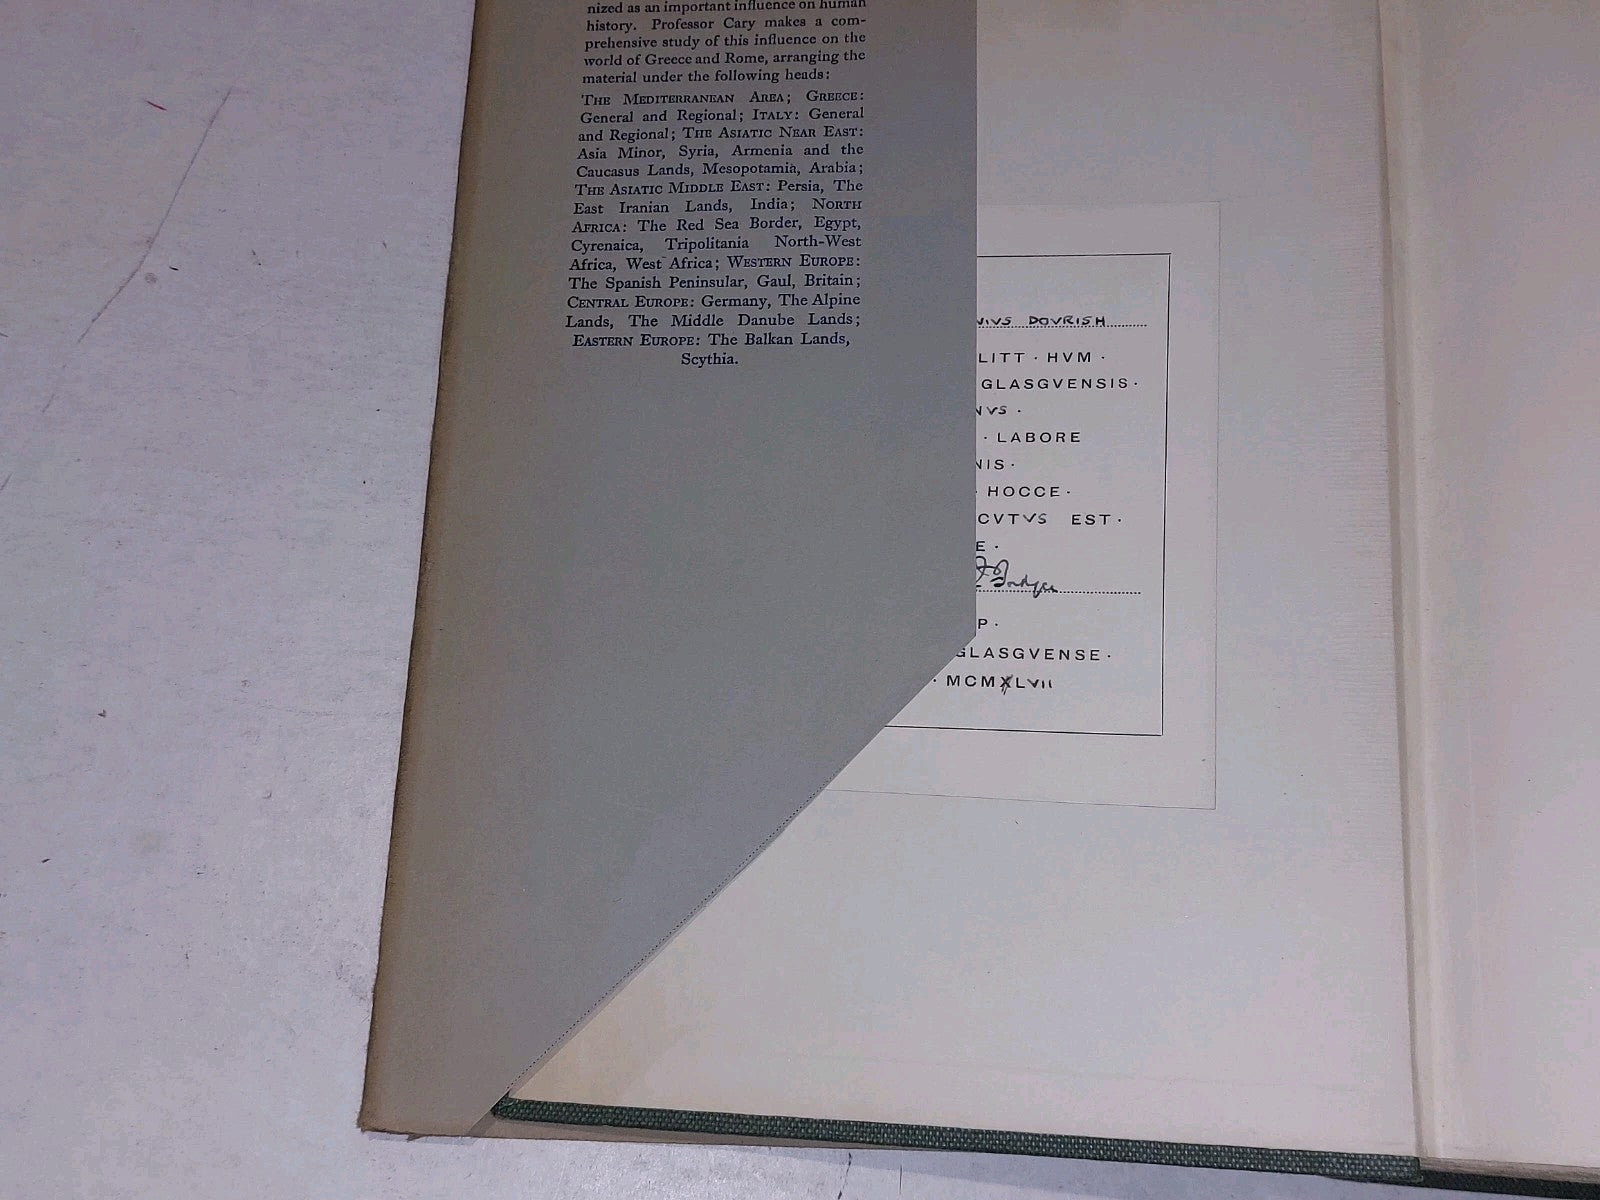 nized as an important influence on human
history. Professor Cary makes a com-
prehensive study of this influence on the
world of Greece and Rome, arranging the
material under the following heads:
THE MEDITERRANEAN AREA; GREECE:
General and Regional; ITALY: General
and Regional; THE ASIATIC NEAR EAST:
Asia Minor, Syria, Armenia and the
Caucasus Lands, Mesopotamia, Arabia;
THE ASIATIC MIDDLE EAST: Persia, The
East Iranian Lands, India; NORTH
AFRICA: The Red Sea Border, Egypt,
Cyrenaica, Tripolitania North-West
Africa, West Africa; WESTERN EUROPE:
The Spanish Peninsular, Gaul, Britain;
CENTRAL EUROPE: Germany, The Alpine
Lands, The Middle Danube Lands;
EASTERN EUROPE: The Balkan Lands,
Scythia.
IVS DOVRISH
LITT · HVM ·
GLASGVENSIS ·
NVS ·
· LABORE
NIS ·
· HOCCE ·
CVTVS EST ·
E ·
P ·
GLASGVENSE ·
· MCMXLVII